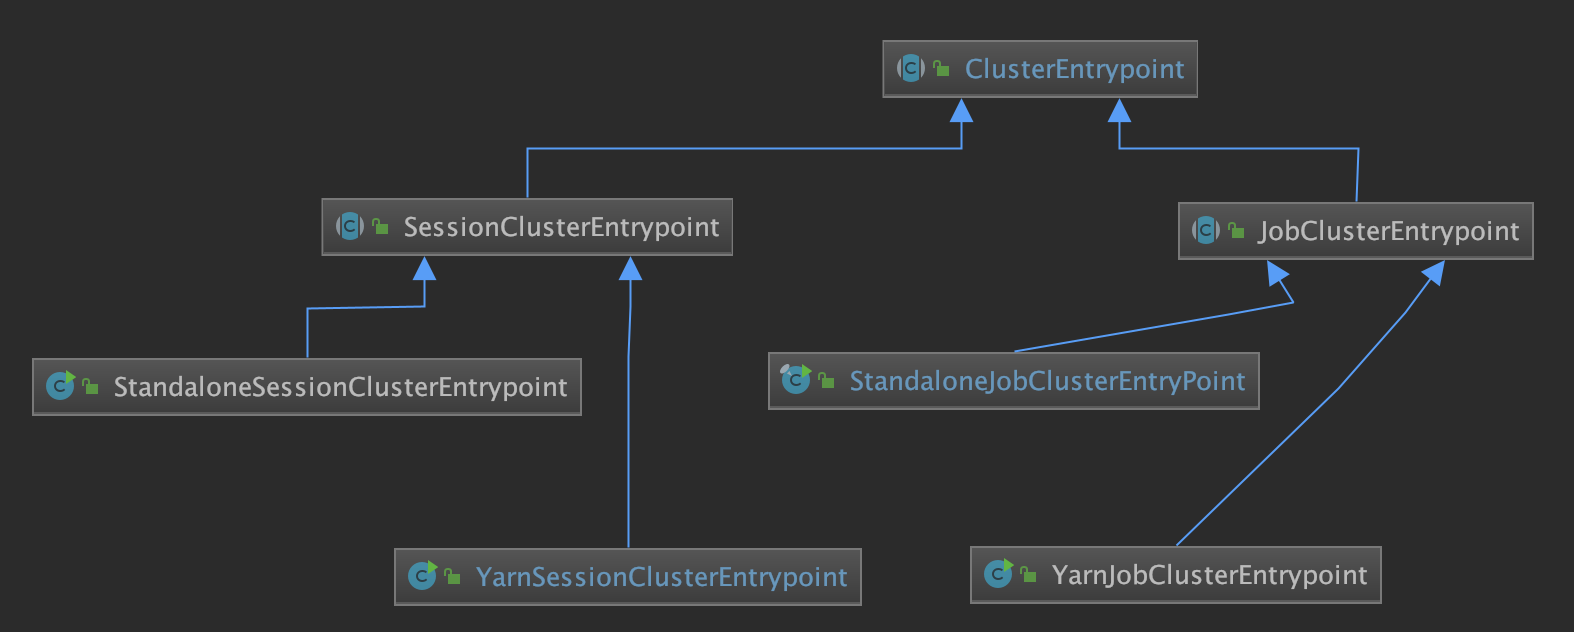 ClusterEntrypoint
SessionClusterEntrypoint
JobClusterEntrypoint
StandaloneSessionClusterEntrypoint
StandaloneJobClusterEntryPoint
YarnSessionClusterEntrypoint
YarnJobClusterEntrypoint